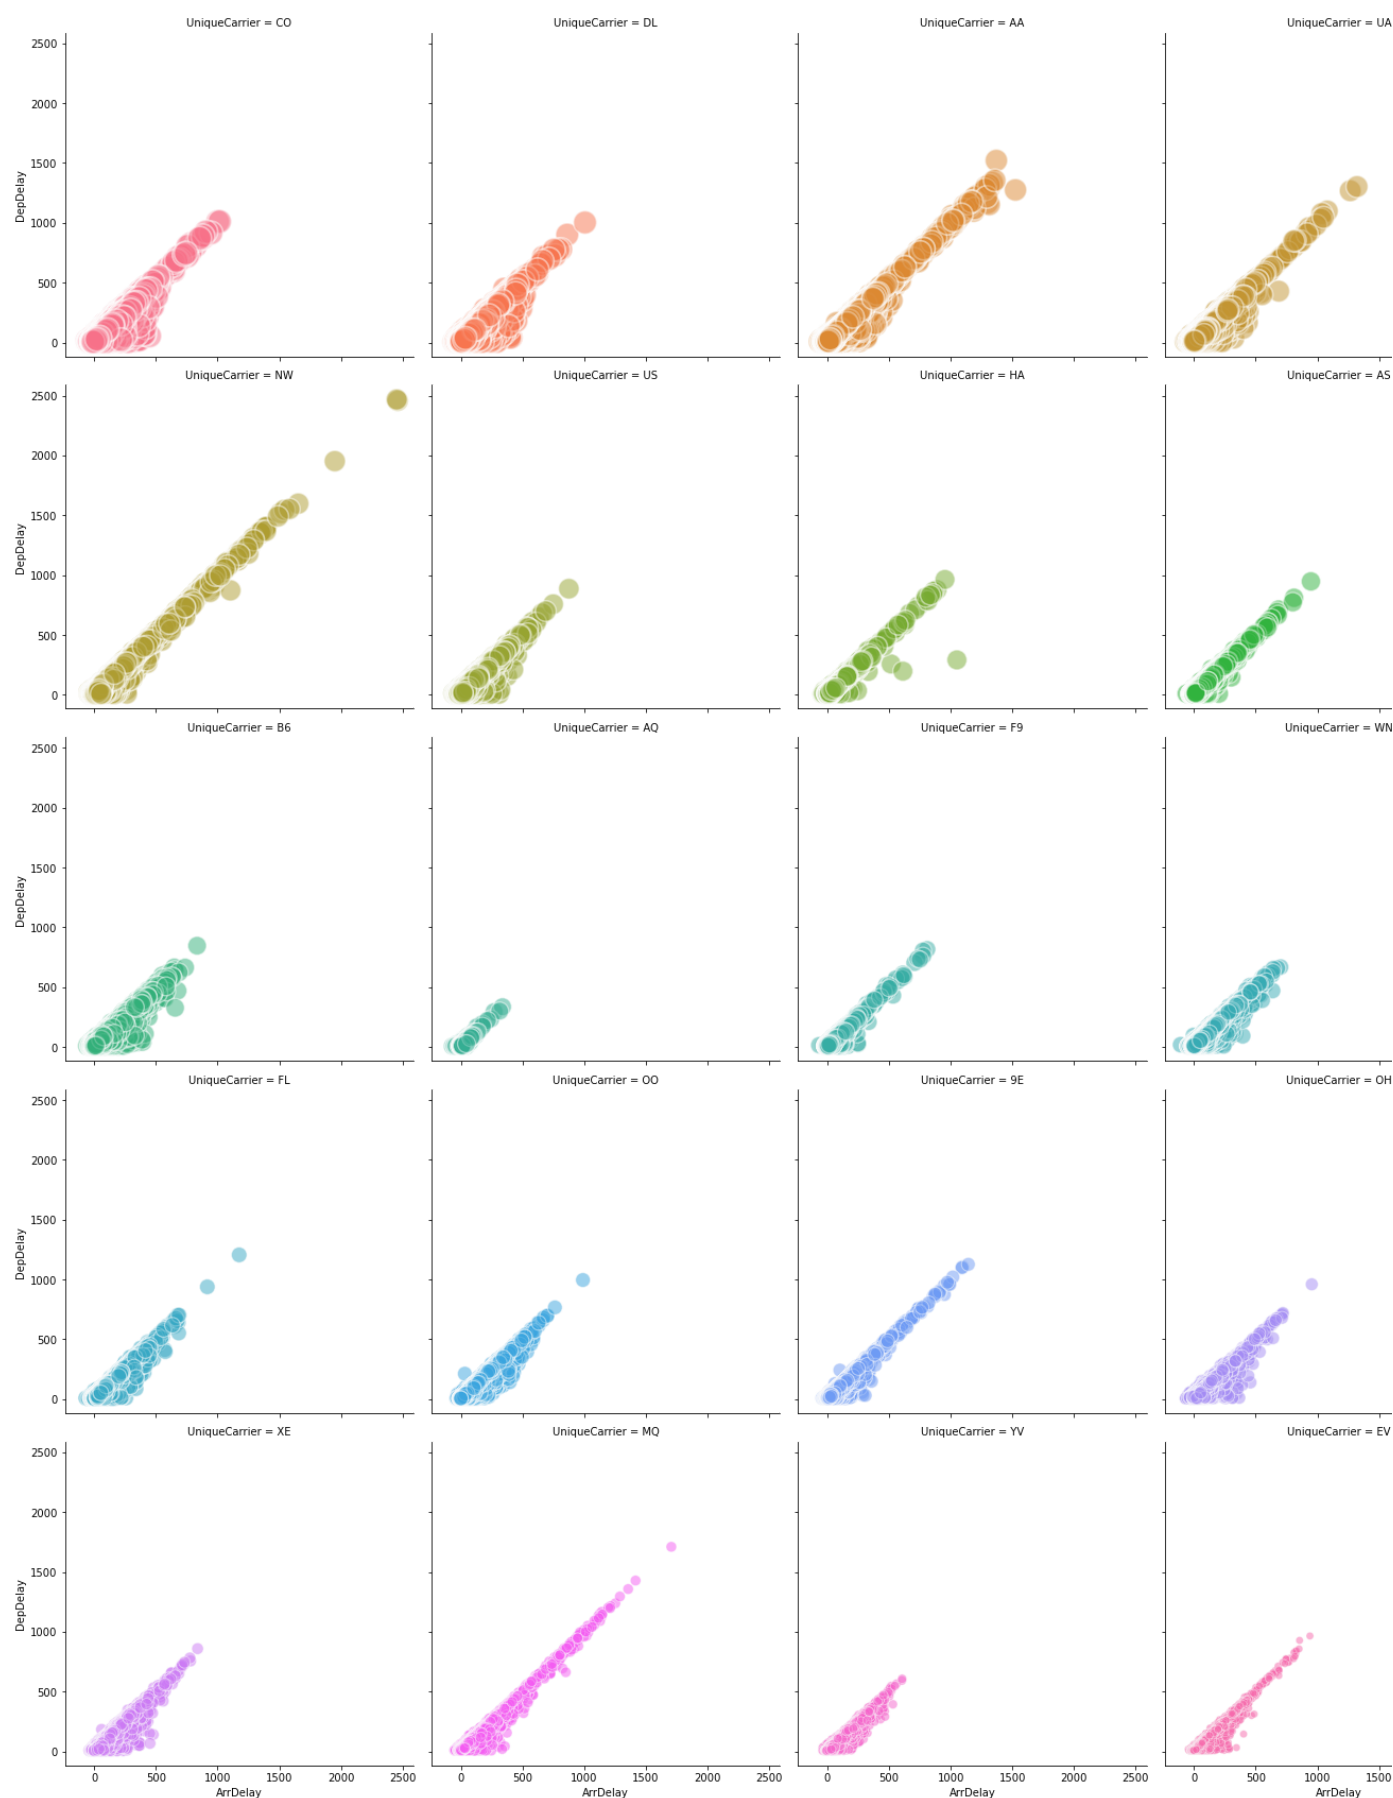 UniqueCarrier = CO UniqueCarrier = DL UniqueCarrier = AA UniqueCarrier = UA
2500
2000
1500
DepDelay
1000
500
0
UniqueCarrier = NW UniqueCarrier = US UniqueCarrier = HA UniqueCarrier = AS
2500
2000
1500
DepDelay
1000
500
0
UniqueCarrier = B6 UniqueCarrier = AQ UniqueCarrier = F9 UniqueCarrier = WN
2500
2000
1500
DepDelay
1000
500
0
UniqueCarrier = FL UniqueCarrier = OO UniqueCarrier = 9E UniqueCarrier = OH
2500
2000
1500
DepDelay
1000
500
0
UniqueCarrier = XE UniqueCarrier = MQ UniqueCarrier = YV UniqueCarrier = EV
2500
2000
1500
DepDelay
1000
500
0
0 500 1000 1500 2000 2500 0 500 1000 1500 2000 2500 0 500 1000 1500 2000 2500 0 500 1000 1500
ArrDelay ArrDelay ArrDelay ArrDelay